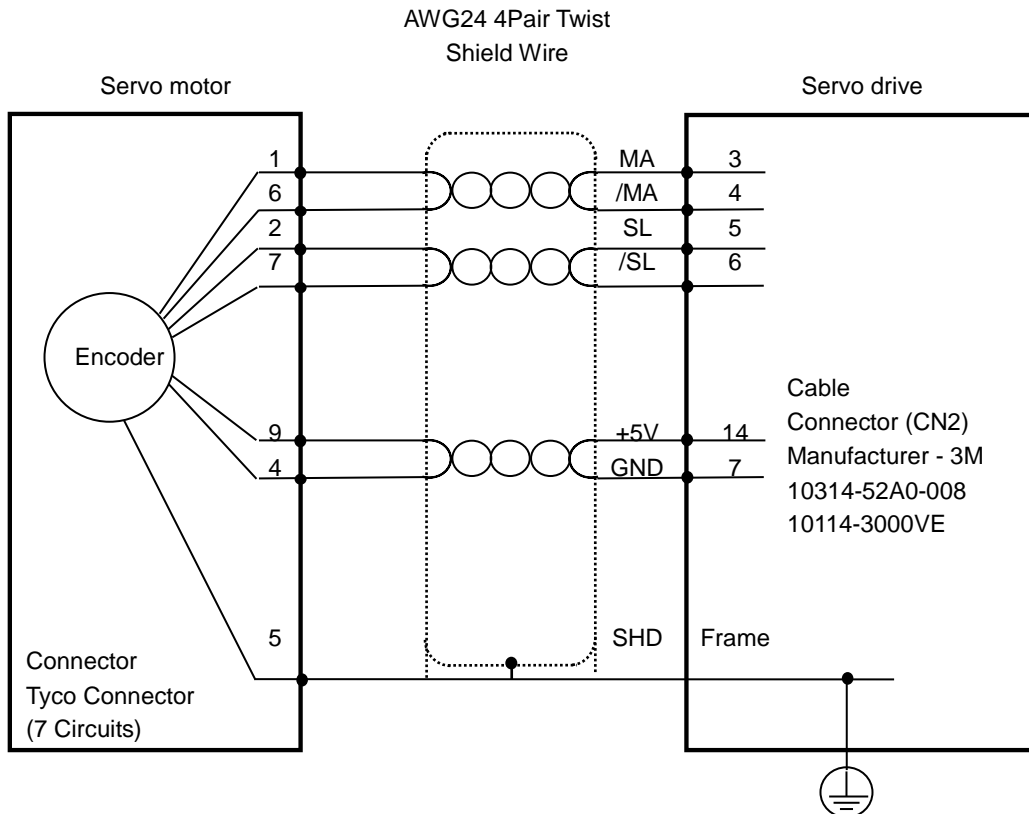 AWG24 4Pair Twist
Shield Wire
Servo motor
Servo drive
1
MA
3
6
/MA
4
2
SL
5
7
/SL
6
Encoder
9
+5V
14
4
GND
7
Cable
Connector (CN2)
Manufacturer - 3M
10314-52A0-008
10114-3000VE
5
SHD
Frame
Connector
Tyco Connector
(7 Circuits)